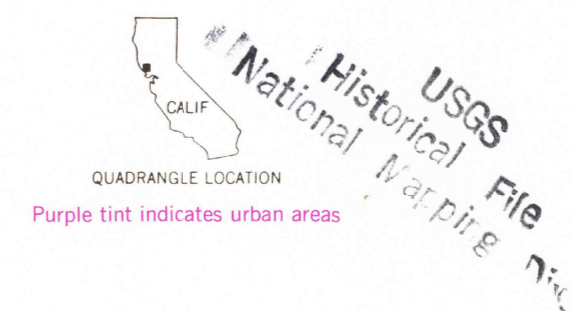 CALIF
QUADRANGLE LOCATION
Purple tint indicates urban areas
USGS
Historical File
National Mapping